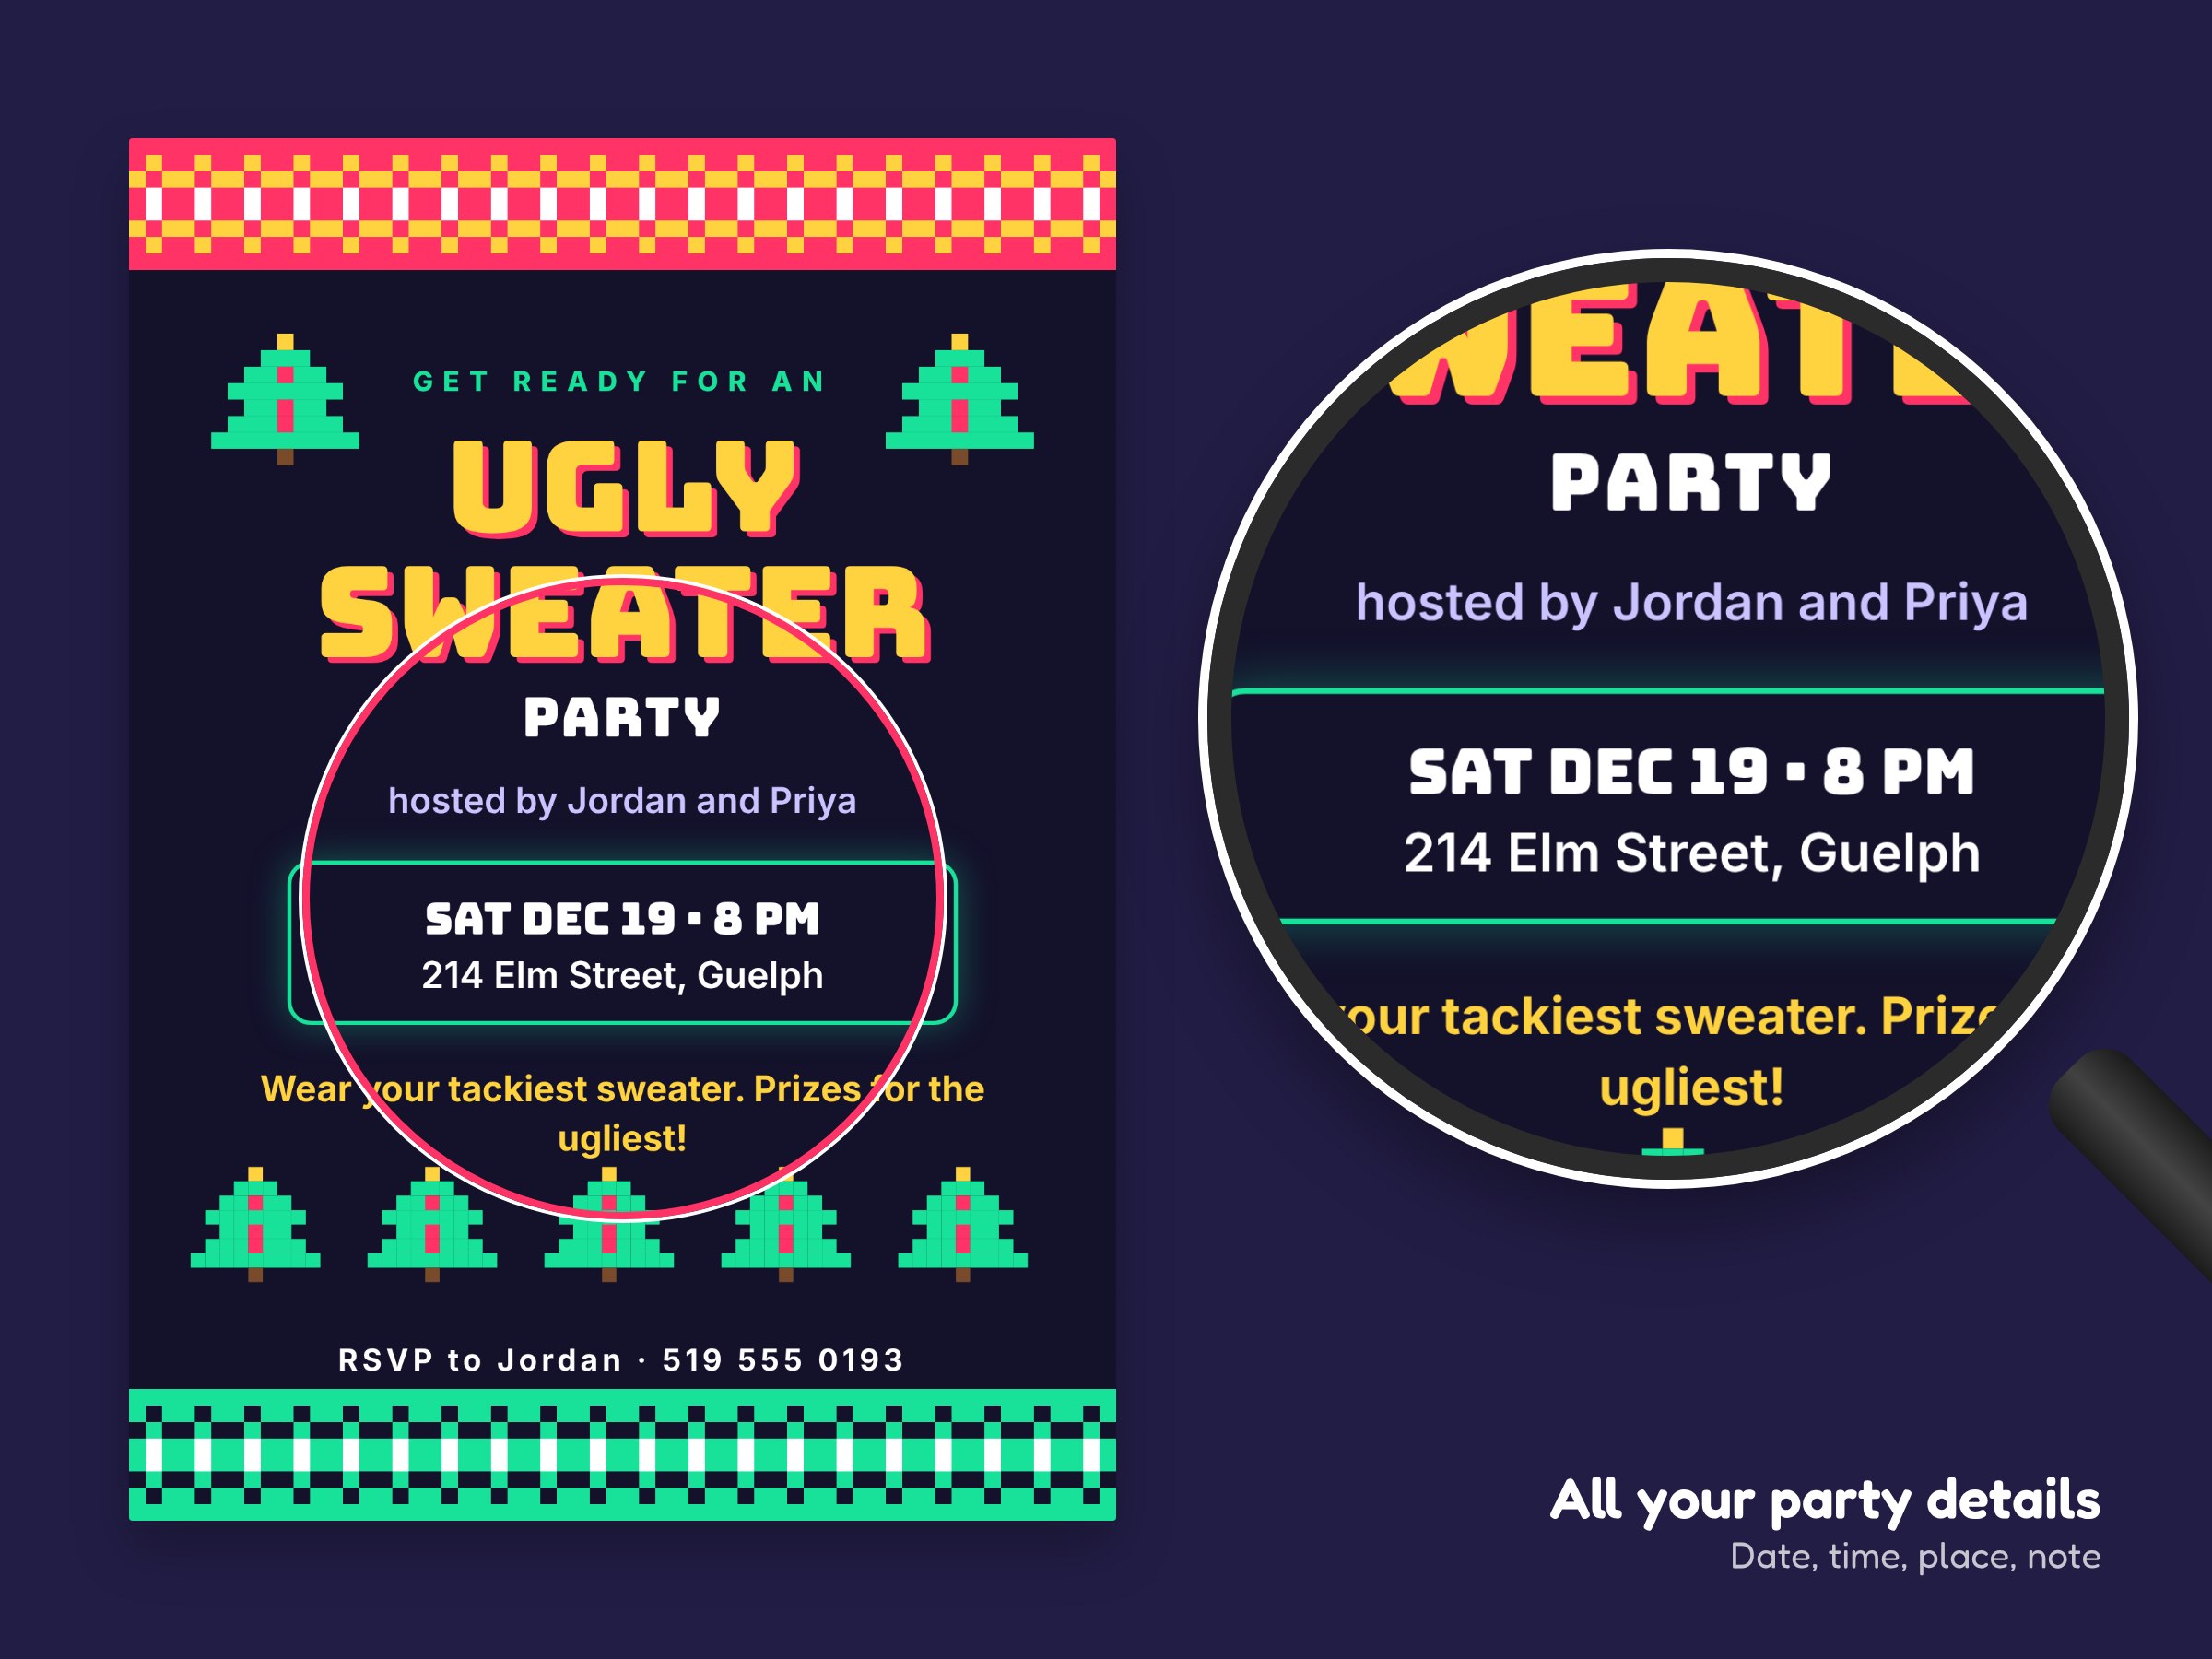 GET READY FOR AN
UGLY
SWEATER
PARTY
hosted by Jordan and Priya
SAT DEC 19 · 8 PM
214 Elm Street, Guelph
Wear your tackiest sweater. Prizes for the
ugliest!
RSVP to Jordan · 519 555 0193
WEATE
PARTY
hosted by Jordan and Priya
SAT DEC 19 · 8 PM
214 Elm Street, Guelph
your tackiest sweater. Prize
ugliest!
All your party details
Date, time, place, note